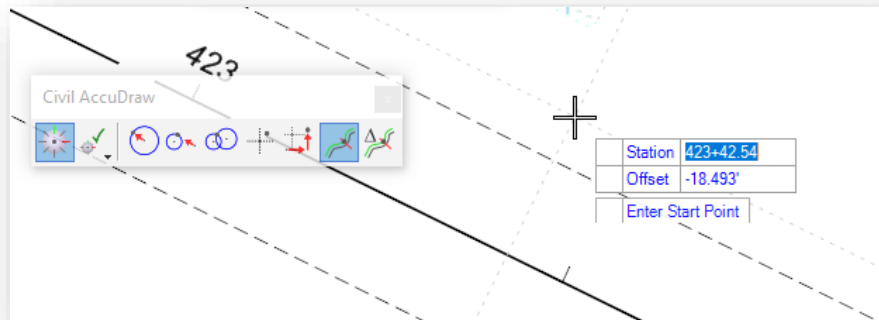 423
Civil AccuDraw
x
Station 423+42.54
Offset -18.493'
Enter Start Point